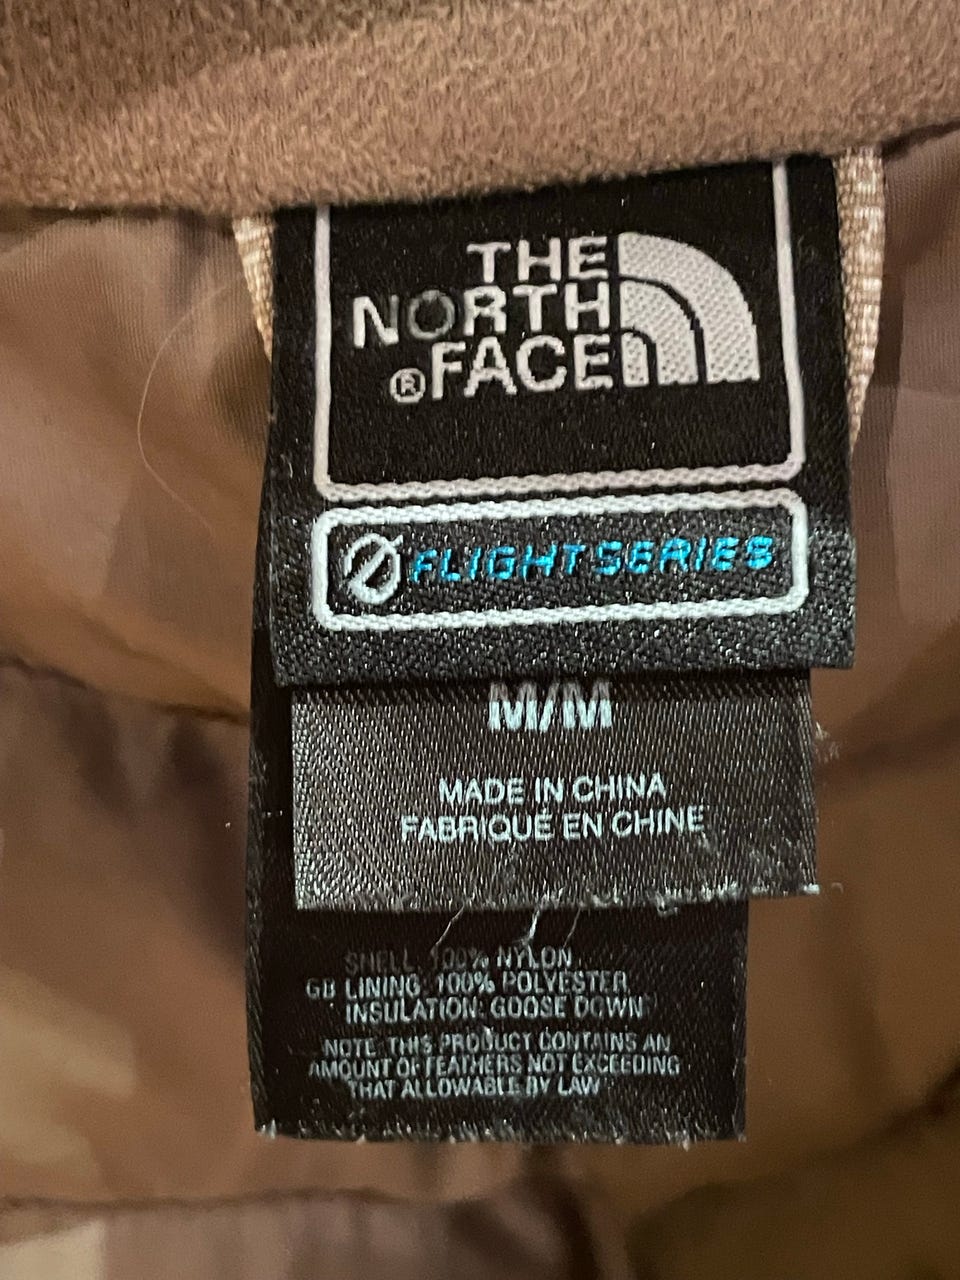 THE
NORTH
® FACE
FLIGHT SERIES
M/M
MADE IN CHINA
FABRIQUÉ EN CHINE
SHELL: 100% NYLON
GB LINING: 100% POLYESTER
INSULATION: GOOSE DOWN
NOTE: THIS PRODUCT CONTAINS AN
AMOUNT OF FEATHERS NOT EXCEEDING
THAT ALLOWABLE BY LAW